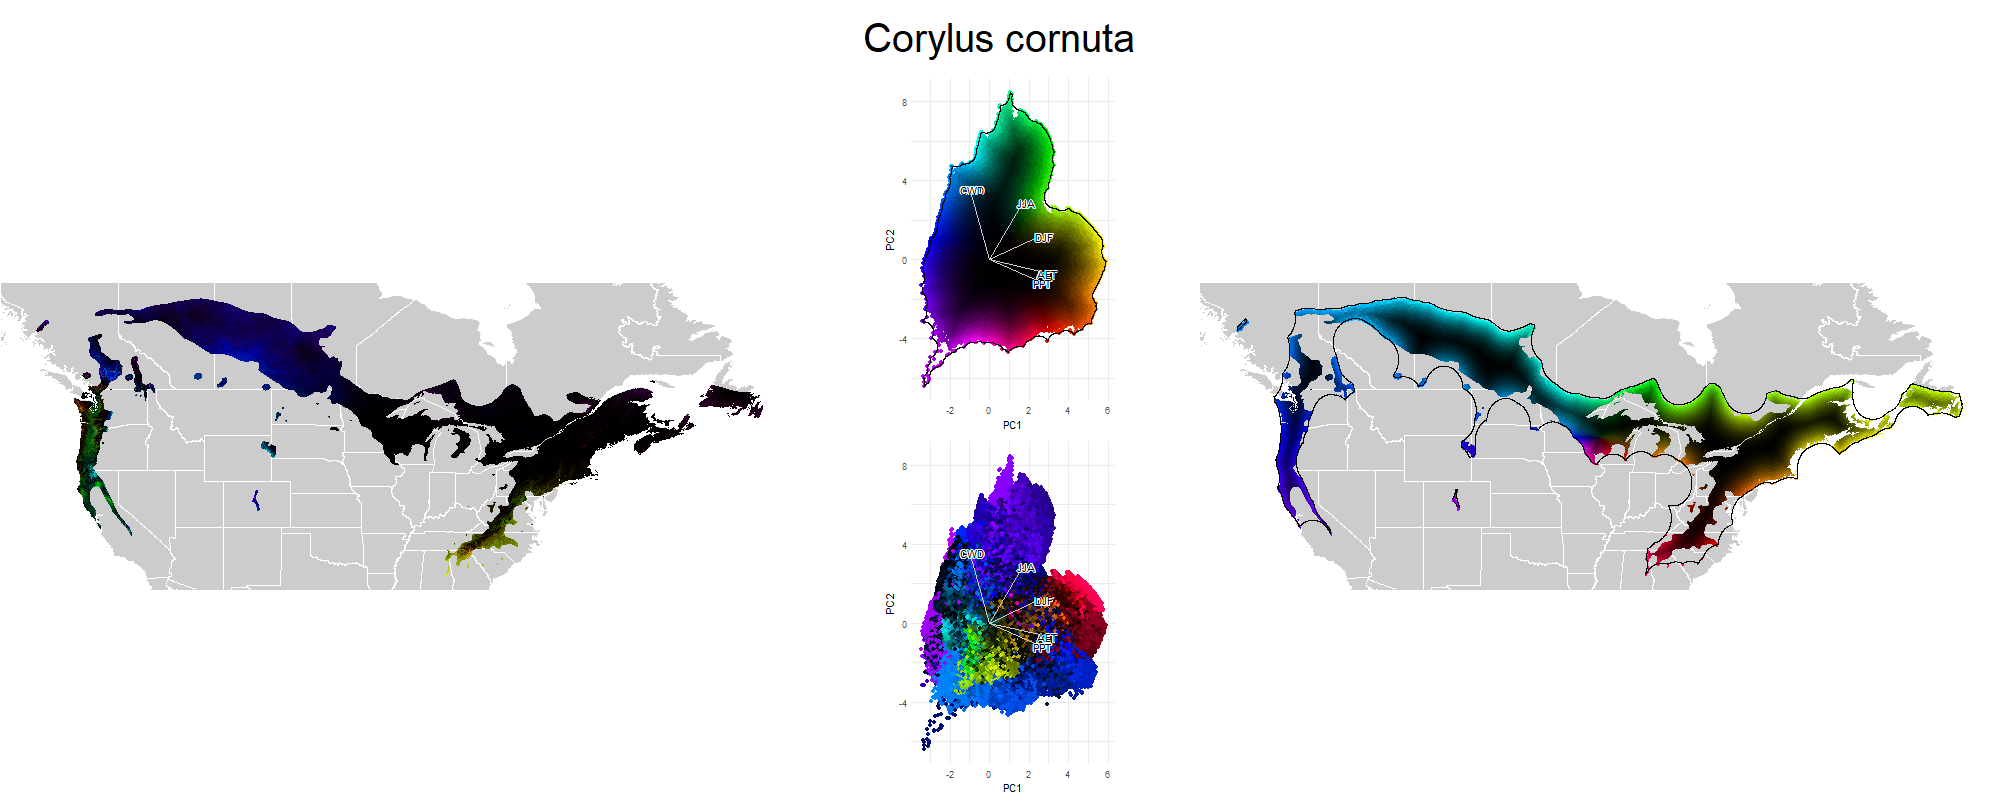 Corylus cornuta
8
4
0
-4
PC2
CWD
JJA
DJF
AET
PPT
-2 0 2 4 6
PC1
8
4
0
-4
PC2
CWD
JJA
DJF
AET
PPT
-2 0 2 4 6
PC1